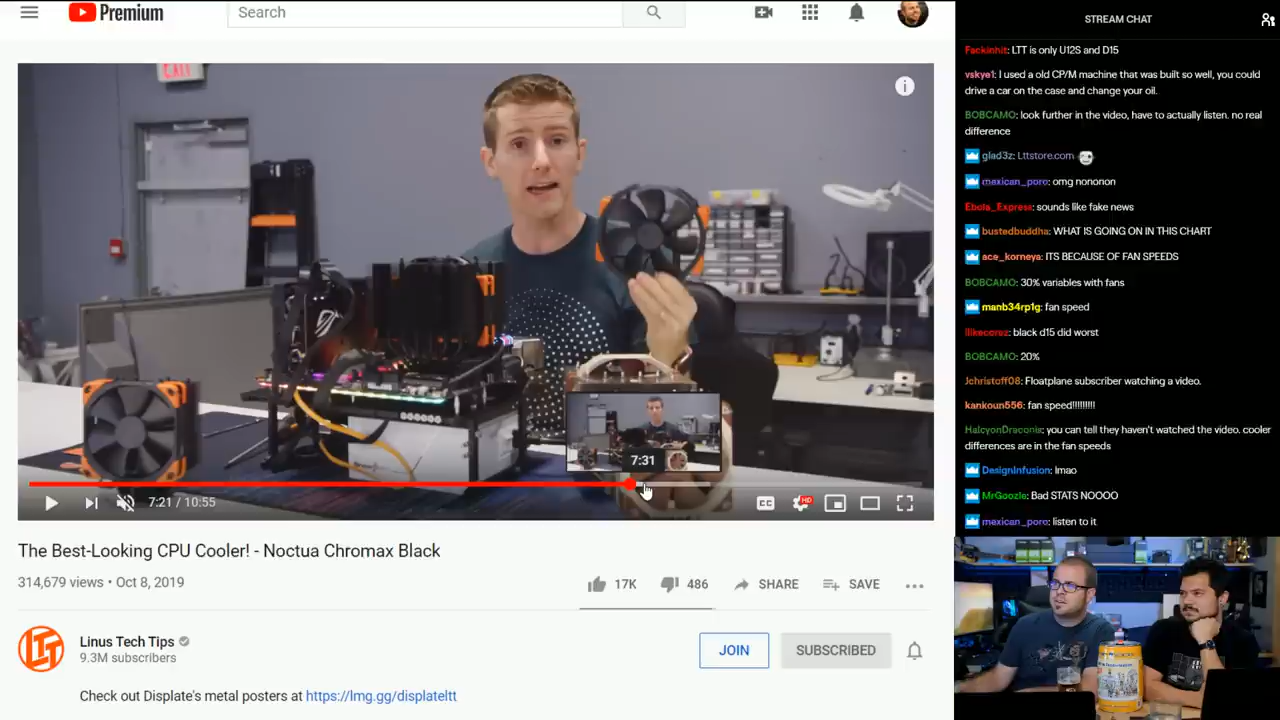 Premium
Search
EXIT
7:31
7:21 / 10:55
CC
HD
The Best-Looking CPU Cooler! - Noctua Chromax Black
314,679 views • Oct 8, 2019
17K
486
SHARE
SAVE
LTT
Linus Tech Tips
9.3M subscribers
JOIN
SUBSCRIBED
Check out Displate's metal posters at https://lmg.gg/displateltt
STREAM CHAT
Fackinhit: LTT is only U12S and D15
vskye1: I used a old CP/M machine that was built so well, you could
drive a car on the case and change your oil.
BOBCAMO: look further in the video, have to actually listen. no real
difference
glad3z: Lttstore.com
mexican_poro: omg nononon
Ebola_Express: sounds like fake news
bustedbuddha: WHAT IS GOING ON IN THIS CHART
ace_korneya: ITS BECAUSE OF FAN SPEEDS
BOBCAMO: 30% variables with fans
manb34rp1g: fan speed
: black d15 did worst
BOBCAMO: 20%
Jchristoff08: Floatplane subscriber watching a video.
kankoun556: fan speed!!!!!!!!!
HalcyonDraconis: you can tell they haven't watched the video. cooler
differences are in the fan speeds
DesignInfusion: lmao
MrGoozle: Bad STATS NOOOO
mexican_poro: listen to it